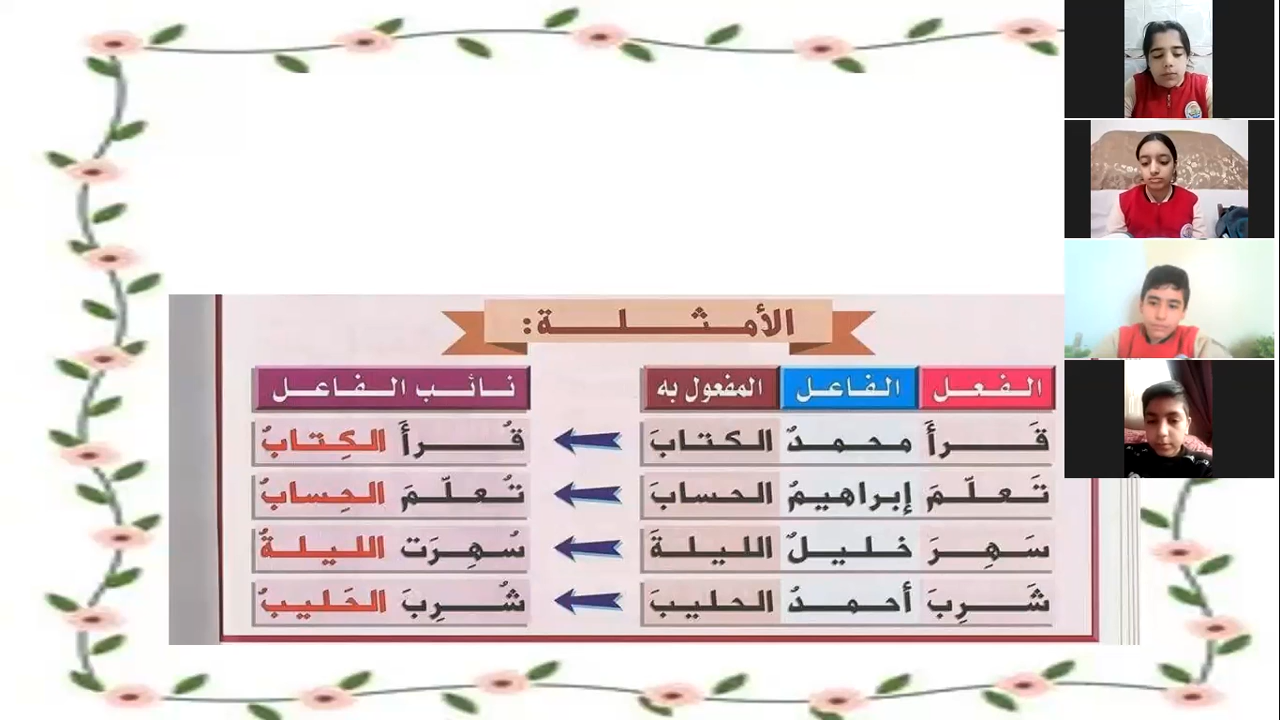 الأمثلة:
الفعل الفاعل المفعول به نائب الفاعل
قَرأَ محمدٌ الكتابَ قُرأَ الكِتابُ
تَعلّمَ إبراهيمُ الحسابَ تُعلّمَ الحِسابُ
سَهِرَ خليلٌ الليلةَ سُهِرَت الليلةُ
شَرِبَ أحمدٌ الحليبَ شُرِبَ الحَليبُ